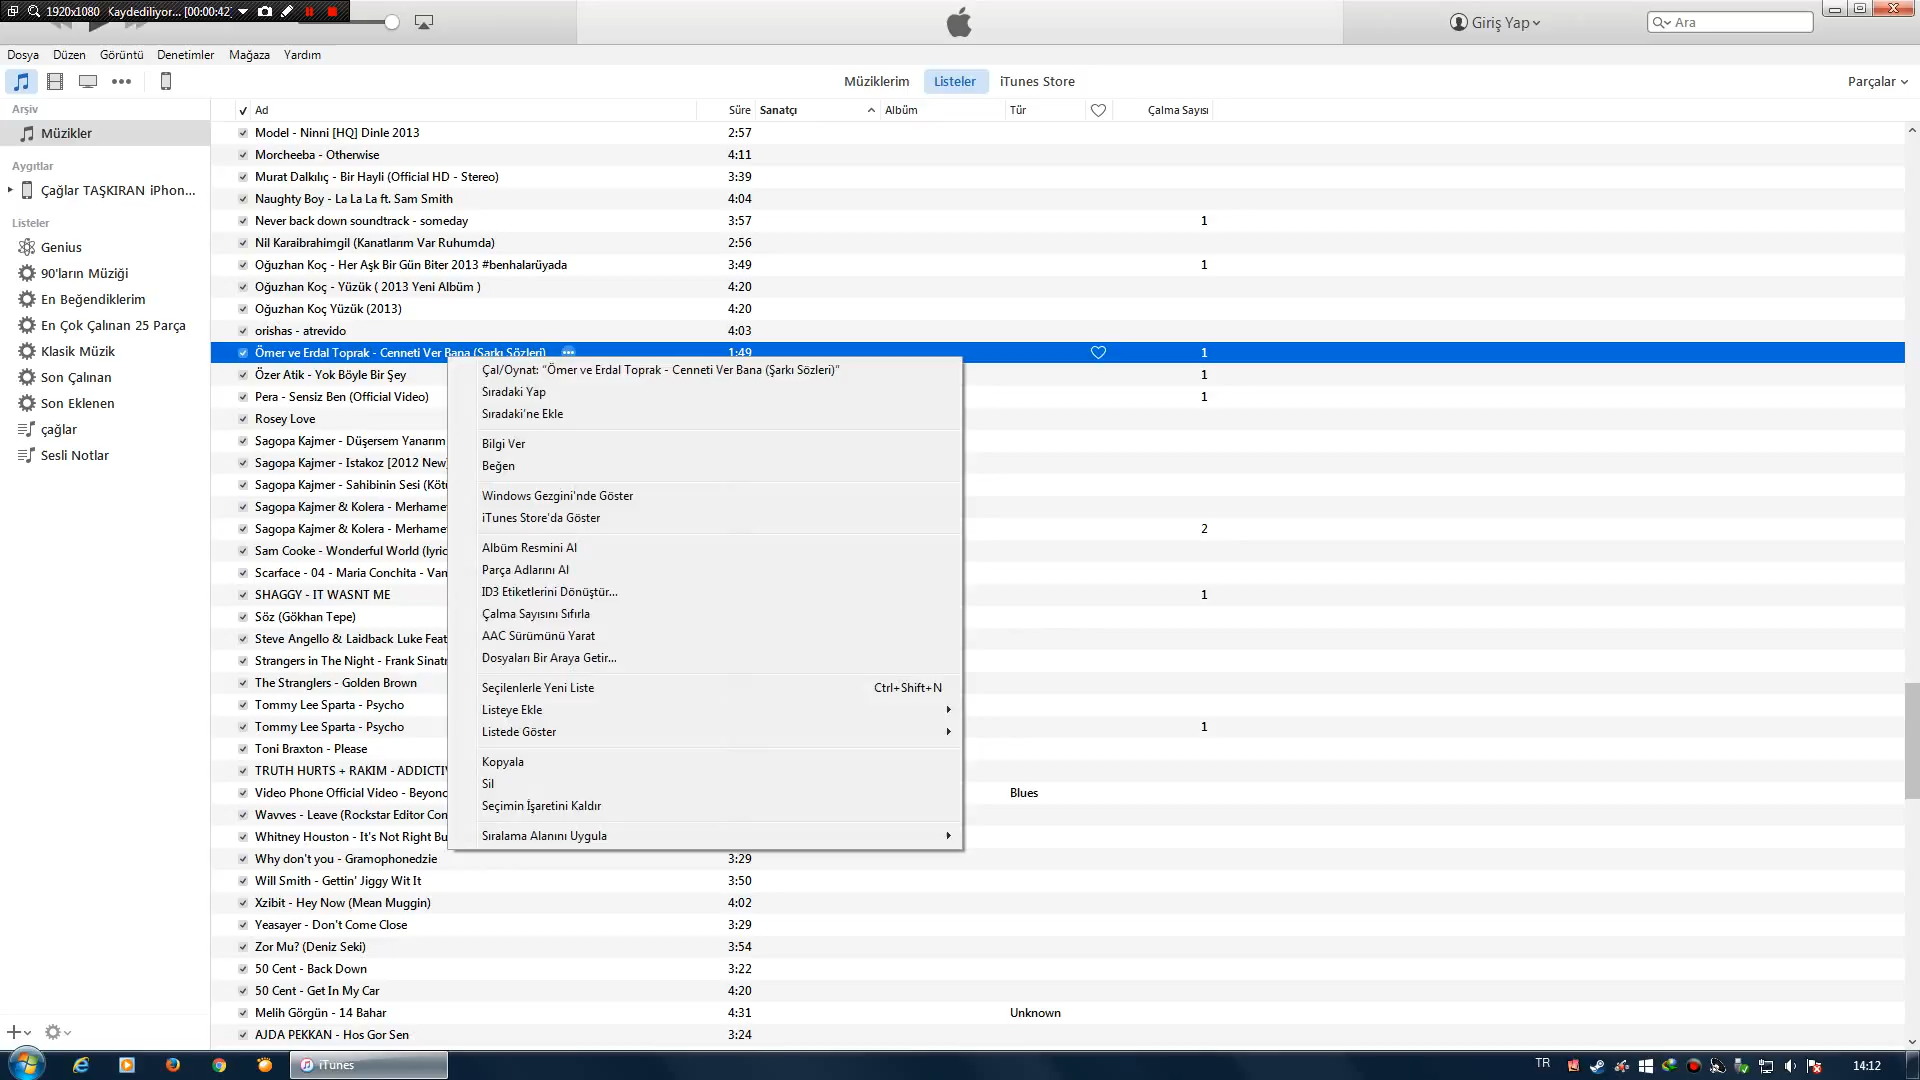 1920x1080 Kaydediliyor... [00:00:42]
Giriş Yap
Ara
Dosya Düzen Görüntü Denetimler Mağaza Yardım
Müziklerim Listeler iTunes Store Parçalar
Arşiv
Müzikler
Aygıtlar
Çağlar TAŞKIRAN iPhon...
Listeler
Genius
90'ların Müziği
En Beğendiklerim
En Çok Çalınan 25 Parça
Klasik Müzik
Son Çalınan
Son Eklenen
çağlar
Sesli Notlar
Ad Süre Sanatçı Albüm Tür Çalma Sayısı
Model - Ninni [HQ] Dinle 2013 2:57
Morcheeba - Otherwise 4:11
Murat Dalkılıç - Bir Hayli (Official HD - Stereo) 3:39
Naughty Boy - La La La ft. Sam Smith 4:04
Never back down soundtrack - someday 3:57 1
Nil Karaibrahimgil (Kanatlarım Var Ruhumda) 2:56
Oğuzhan Koç - Her Aşk Bir Gün Biter 2013 #benhalarüyada 3:49 1
Oğuzhan Koç - Yüzük ( 2013 Yeni Albüm ) 4:20
Oğuzhan Koç Yüzük (2013) 4:20
orishas - atrevido 4:03
Ömer ve Erdal Toprak - Cenneti Ver Bana (Şarkı Sözleri) 1:49 1
Özer Atik - Yok Böyle Bir Şey 1
Pera - Sensiz Ben (Official Video) 1
Rosey Love
Sagopa Kajmer - Düşersem Yanarım
Sagopa Kajmer - Istakoz [2012 New]
Sagopa Kajmer - Sahibinin Sesi (Kötü
Sagopa Kajmer & Kolera - Merhame
Sagopa Kajmer & Kolera - Merhame 2
Sam Cooke - Wonderful World (lyric
Scarface - 04 - Maria Conchita - Van
SHAGGY - IT WASNT ME 1
Söz (Gökhan Tepe)
Steve Angello & Laidback Luke Feat
Strangers in The Night - Frank Sinatr
The Stranglers - Golden Brown
Tommy Lee Sparta - Psycho
Tommy Lee Sparta - Psycho 1
Toni Braxton - Please
TRUTH HURTS + RAKIM - ADDICTIV
Video Phone Official Video - Beyonc Blues
Wavves - Leave (Rockstar Editor Con
Whitney Houston - It's Not Right Bu
Why don't you - Gramophonedzie 3:29
Will Smith - Gettin' Jiggy Wit It 3:50
Xzibit - Hey Now (Mean Muggin) 4:02
Yeasayer - Don't Come Close 3:29
Zor Mu? (Deniz Seki) 3:54
50 Cent - Back Down 3:22
50 Cent - Get In My Car 4:20
Melih Görgün - 14 Bahar 4:31 Unknown
AJDA PEKKAN - Hos Gor Sen 3:24
Çal/Oynat: "Ömer ve Erdal Toprak - Cenneti Ver Bana (Şarkı Sözleri)"
Sıradaki Yap
Sıradaki'ne Ekle
Bilgi Ver
Beğen
Windows Gezgini'nde Göster
iTunes Store'da Göster
Albüm Resmini Al
Parça Adlarını Al
ID3 Etiketlerini Dönüştür...
Çalma Sayısını Sıfırla
AAC Sürümünü Yarat
Dosyaları Bir Araya Getir...
Seçilenlerle Yeni Liste Ctrl+Shift+N
Listeye Ekle
Listede Göster
Kopyala
Sil
Seçimin İşaretini Kaldır
Sıralama Alanını Uygula
iTunes
TR
14:12